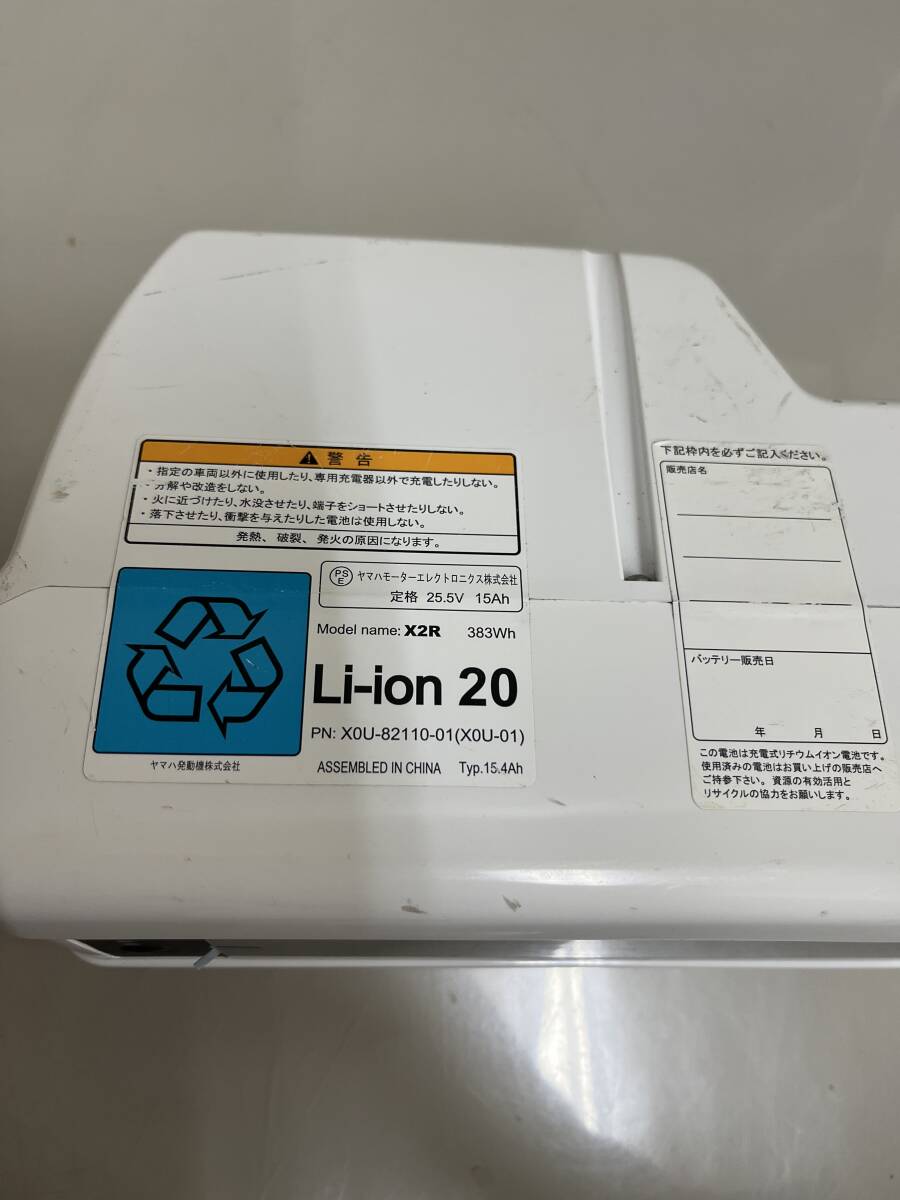 警告
・指定の車両以外に使用したり、専用充電器以外で充電したりしない。
・分解や改造をしない。
・火に近づけたり、水没させたり、端子をショートさせたりしない。
・落下させたり、衝撃を与えたりした電池は使用しない。
発熱、破裂、発火の原因になります。
PS
E
ヤマハモーターエレクトロニクス株式会社
定格 25.5V 15Ah
Model name: X2R 383Wh
Li-ion 20
PN: X0U-82110-01(X0U-01)
ヤマハ発動機株式会社
ASSEMBLED IN CHINA Typ.15.4Ah
下記枠内を必ずご記入ください。
販売店名
バッテリー販売日
年 月 日
この電池は充電式リチウムイオン電池です。
使用済みの電池はお買い上げの販売店へ
ご持参下さい。資源の有効活用と
リサイクルの協力をお願いします。